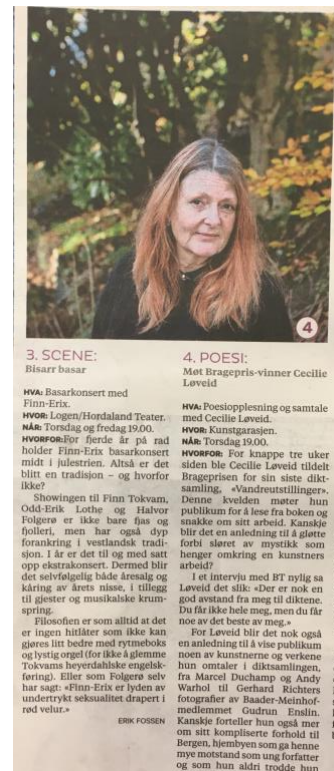 4
3. SCENE:
Bisarr basar
HVA: Basarkonsert med
Finn-Erix.
HVOR: Logen/Hordaland Teater.
NÅR: Torsdag og fredag 19.00.
HVORFOR: For fjerde år på rad
holder Finn-Erix basarkonsert
midt i julestrien. Altså er det
blitt en tradisjon – og hvorfor
ikke?
Showingen til Finn Tokvam,
Odd-Erik Lothe og Halvor
Folgerø er ikke bare fjas og
fjolleri, men har også dyp
forankring i vestlandsk tradi-
sjon. I år er det til og med satt
opp ekstrakonsert. Dermed blir
det selvfølgelig både åresalg og
kåring av årets nisse, i tillegg
til gjester og musikalske krum-
spring.
Filosofien er som alltid at det
er ingen hitlåter som ikke kan
gjøres litt bedre med rytmeboks
og lystig orgel (for ikke å glemme
Tokvams heyerdahlske engelsk-
føring). Eller som Folgerø selv
har sagt: «Finn-Erix er lyden av
undertrykt seksualitet drapert i
rød velur.»
ERIK FOSSEN
4. POESI:
Møt Bragepris-vinner Cecilie
Løveid
HVA: Poesiopplesning og samtale
med Cecilie Løveid.
HVOR: Kunstgarasjen.
NÅR: Torsdag 19.00.
HVORFOR: For knappe tre uker
siden ble Cecilie Løveid tildelt
Brageprisen for sin siste dikt-
samling, «Vandreutstillinger».
Denne kvelden møter hun
publikum for å lese fra boken og
snakke om sitt arbeid. Kanskje
blir det en anledning til å gløtte
forbi sløret av mystikk som
henger omkring en kunstners
arbeid?
I et intervju med BT nylig sa
Løveid det slik: «Der er nok en
god avstand fra meg til diktene.
Du får ikke hele meg, men du får
noe av det beste av meg.»
For Løveid blir det nok også
en anledning til å vise publikum
noen av kunstnerne og verkene
hun omtaler i diktsamlingen,
fra Marcel Duchamp og Andy
Warhol til Gerhard Richters
fotografier av Baader-Meinhof-
medlemmet Gudrun Enslin.
Kanskje forteller hun også mer
om sitt kompliserte forhold til
Bergen, hjembyen som ga henne
mye motstand som ung forfatter
og som hun aldri trodde hun